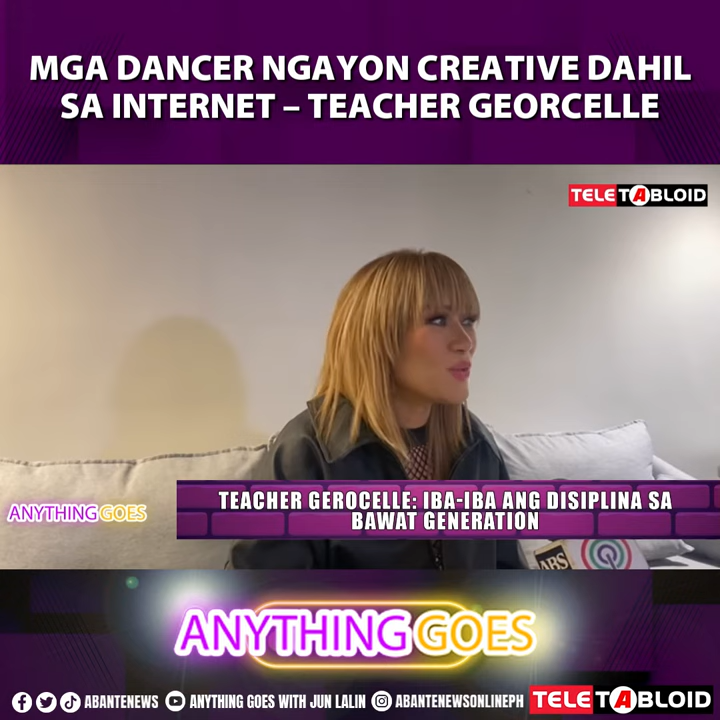 MGA DANCER NGAYON CREATIVE DAHIL
SA INTERNET – TEACHER GEORCELLE
TELETABLOID
ANYTHING GOES
TEACHER GEROCELLE: IBA-IBA ANG DISIPLINA SA
BAWAT GENERATION
ABS
ANYTHING GOES
ABANTENEWS ANYTHING GOES WITH JUN LALIN ABANTENEWSONLINEPH TELETABLOID